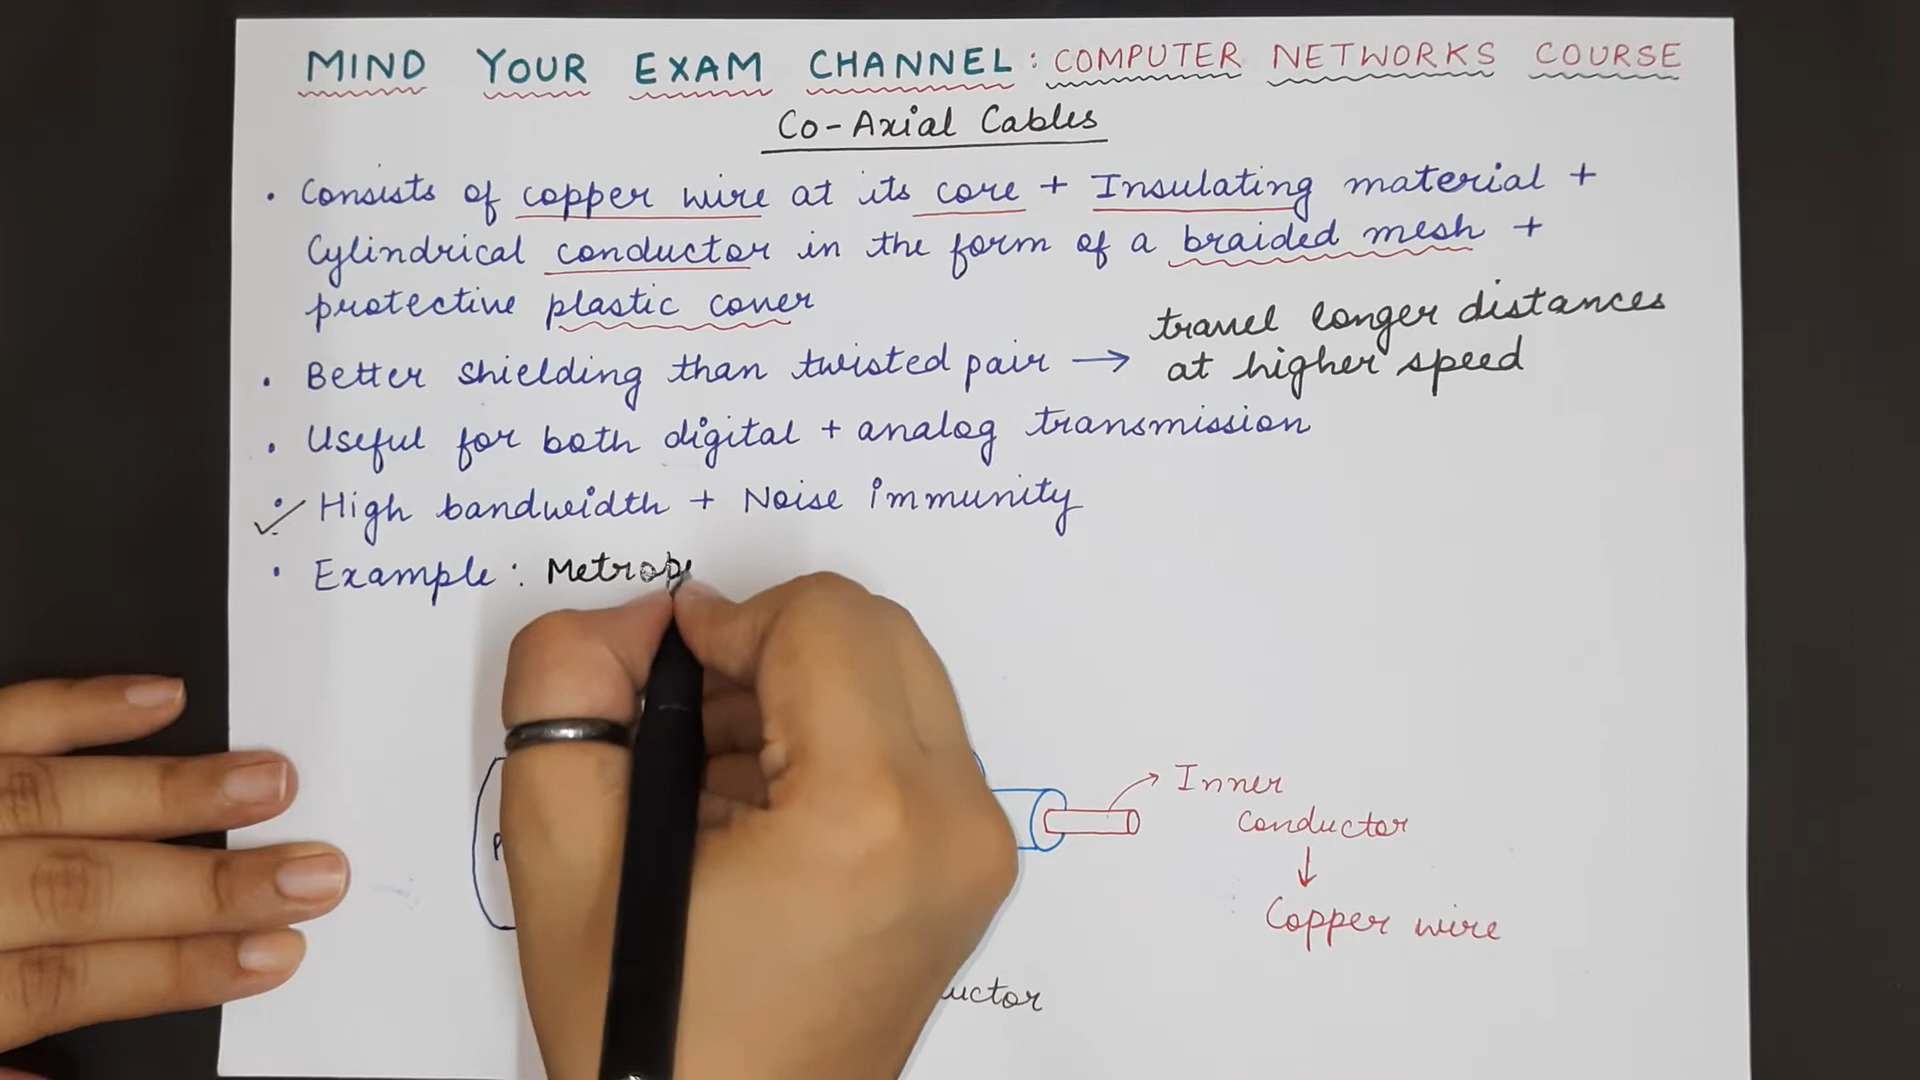 MIND YOUR EXAM CHANNEL : COMPUTER NETWORKS COURSE
Co-Axial Cables
• Consists of copper wire at its core + Insulating material +
Cylindrical conductor in the form of a braided mesh +
protective plastic cover
• Better shielding than twisted pair → travel longer distances
at higher speed
• Useful for both digital + analog transmission
• High bandwidth + Noise immunity
• Example : Metrop
Inner
conductor
↓
Copper wire
uctor